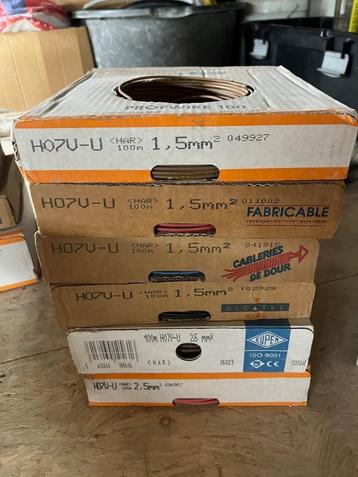 PROFWIRE 100
H07V-U <HAR> 100m 1,5mm² 049927
H07V-U <HAR> 100m 1,5mm² 011002
FABRICABLE
H07V-U <HAR> 100m 1,5mm² 041915
CABLERIES
DE DOUR
H07V-U <HAR> 100m 1,5mm² 102929
ALCATEL
100m H07V-U 2.5 mm²
<HAR>
EUPEN
ISO 9001
CE
H07V-U 100m 2.5mm²